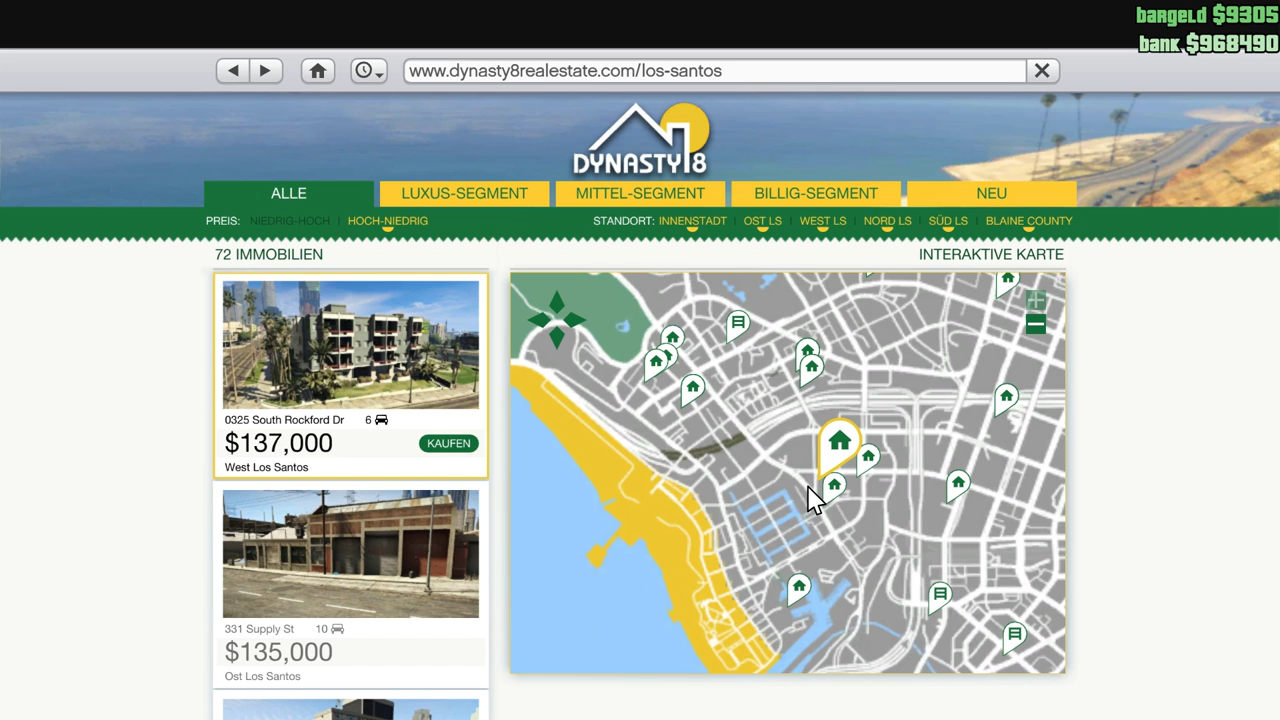 bargeld $9305
bank $968490
www.dynasty8realestate.com/los-santos
DYNASTY 8
ALLE
LUXUS-SEGMENT
MITTEL-SEGMENT
BILLIG-SEGMENT
NEU
PREIS: NIEDRIG-HOCH | HOCH-NIEDRIG
STANDORT: INNENSTADT | OST LS | WEST LS | NORD LS | SÜD LS | BLAINE COUNTY
72 IMMOBILIEN
INTERAKTIVE KARTE
0325 South Rockford Dr 6
$137,000
KAUFEN
West Los Santos
331 Supply St 10
$135,000
Ost Los Santos